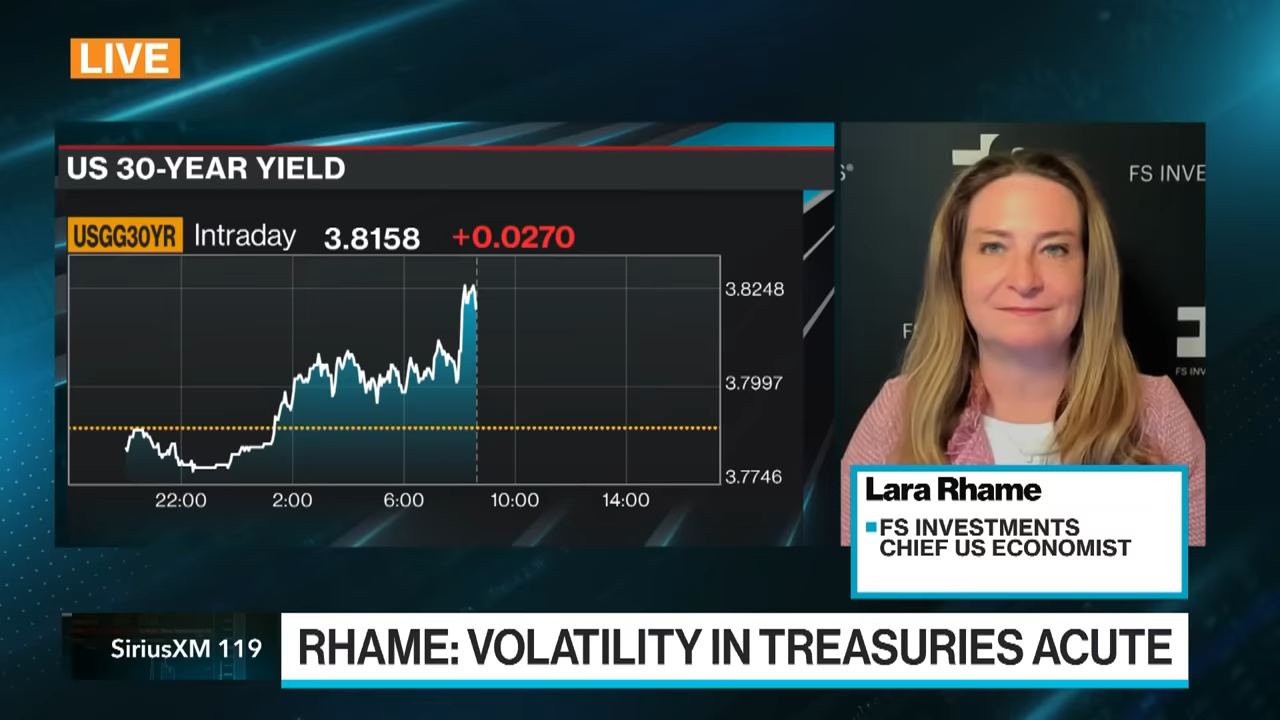 LIVE
US 30-YEAR YIELD
USGG30YR Intraday 3.8158 +0.0270
3.8248
3.7997
3.7746
22:00 2:00 6:00 10:00 14:00
S®
FS INVE
F
FS INV
Lara Rhame
FS INVESTMENTS
CHIEF US ECONOMIST
SiriusXM 119
RHAME: VOLATILITY IN TREASURIES ACUTE